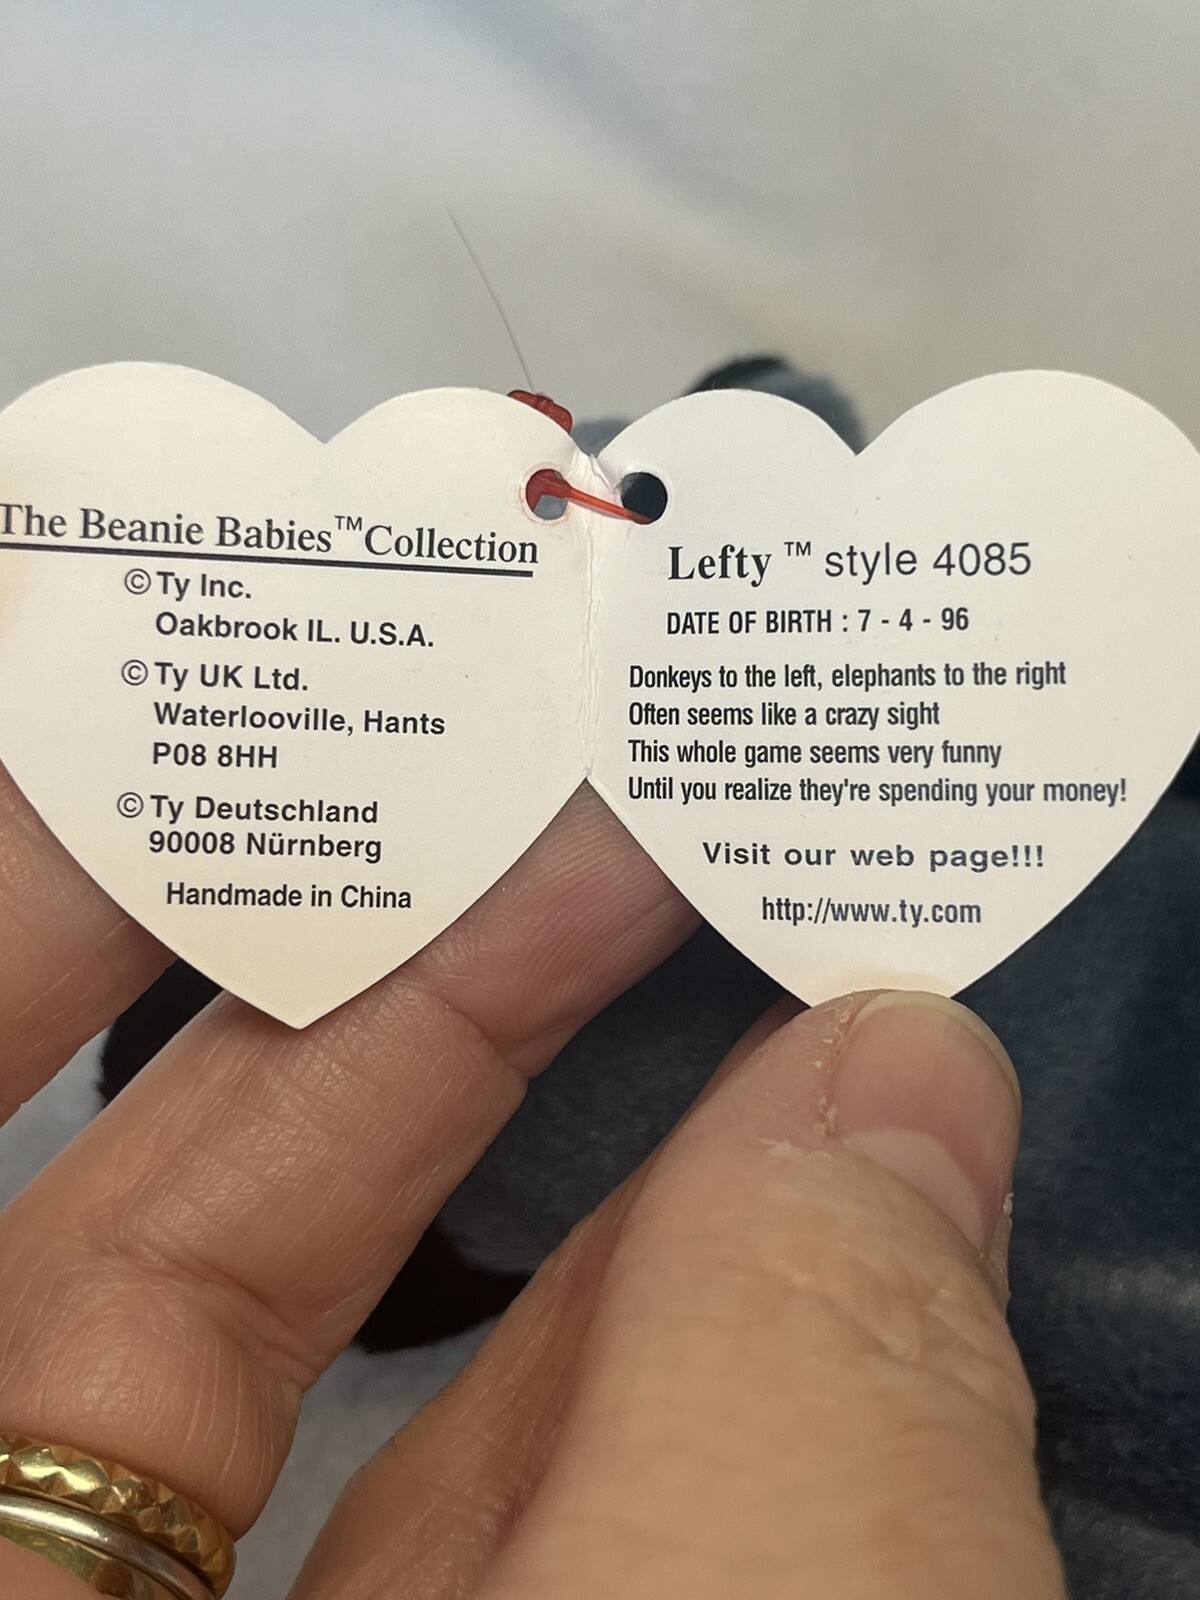 The Beanie Babies™Collection
©Ty Inc.
Oakbrook IL. U.S.A.
©Ty UK Ltd.
Waterlooville, Hants
P08 8HH
©Ty Deutschland
90008 Nürnberg
Handmade in China
Lefty ™ style 4085
DATE OF BIRTH : 7 - 4 - 96
Donkeys to the left, elephants to the right
Often seems like a crazy sight
This whole game seems very funny
Until you realize they're spending your money!
Visit our web page!!!
http://www.ty.com